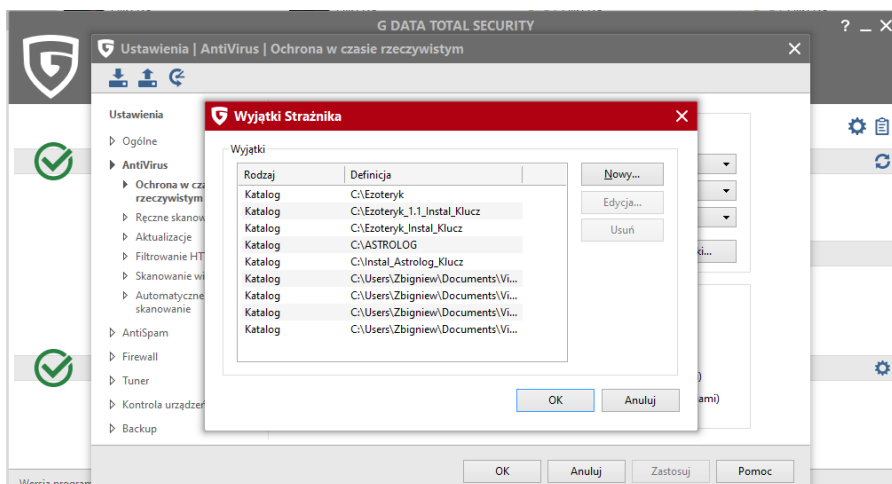 G DATA TOTAL SECURITY
Ustawienia | AntiVirus | Ochrona w czasie rzeczywistym
Ustawienia
Ogólne
AntiVirus
Ochrona w cza
rzeczywistym
Ręczne skanow
Aktualizacje
Filtrowanie HT
Skanowanie wi
Automatyczne
skanowanie
AntiSpam
Firewall
Tuner
Kontrola urządzeń
Backup
Wyjątki Strażnika
Wyjątki
Rodzaj Definicja
Katalog C:\Ezoteryk
Katalog C:\Ezoteryk_1.1_Instal_Klucz
Katalog C:\Ezoteryk_Instal_Klucz
Katalog C:\ASTROLOG
Katalog C:\Instal_Astrolog_Klucz
Katalog C:\Users\Zbigniew\Documents\Vi...
Katalog C:\Users\Zbigniew\Documents\Vi...
Katalog C:\Users\Zbigniew\Documents\Vi...
Katalog C:\Users\Zbigniew\Documents\Vi...
Nowy...
Edycja...
Usuń
OK Anuluj
ki...
)
ami)
OK Anuluj Zastosuj Pomoc